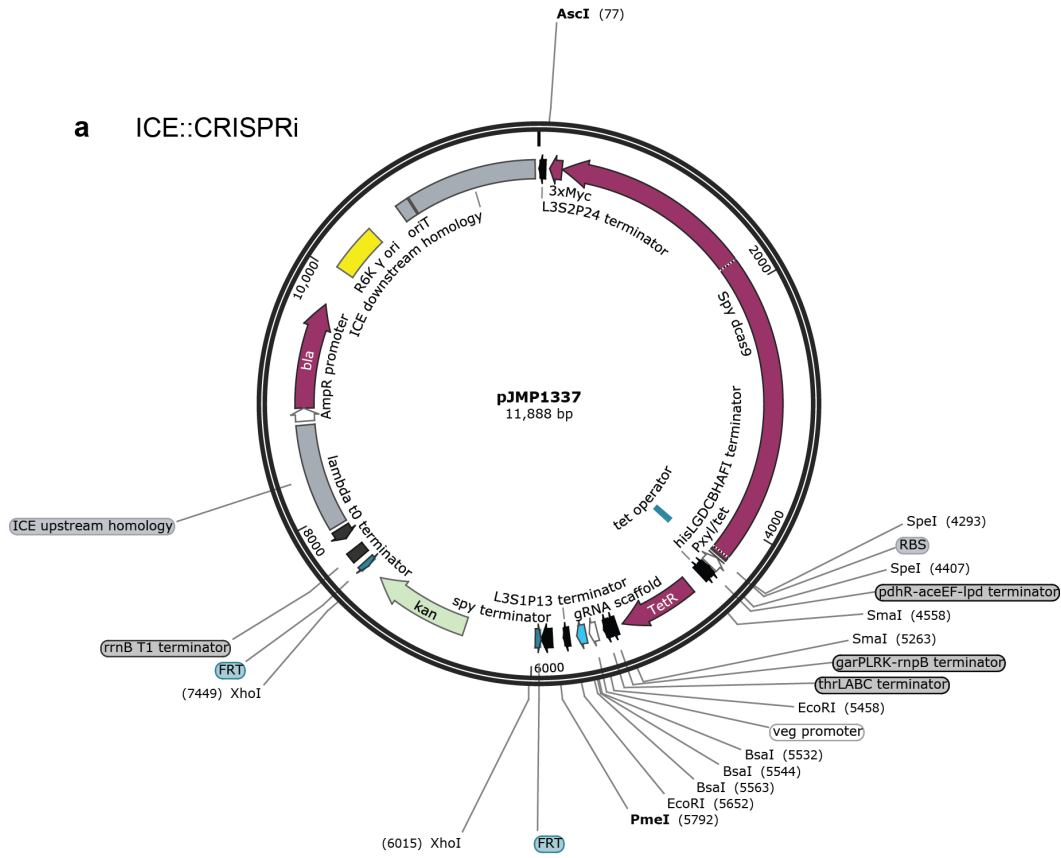 AscI (77)
a ICE::CRISPRi
3xMyc
L3S2P24 terminator
oriT
ICE downstream homology
R6K γ ori
10,000
2000
Spy dcas9
bla
AmpR promoter
pJMP1337
11,888 bp
hisLGDCBHAFI terminator
Pxyl/tet
tet operator
4000
lambda t0 terminator
ICE upstream homology
8000
SpeI (4293)
RBS
SpeI (4407)
pdhR-aceEF-lpd terminator
SmaI (4558)
SmaI (5263)
garPLRK-rnpB terminator
thrLABC terminator
EcoRI (5458)
veg promoter
BsaI (5532)
BsaI (5544)
BsaI (5563)
EcoRI (5652)
PmeI (5792)
L3S1P13 terminator
gRNA scaffold
TetR
spy terminator
kan
6000
rrnB T1 terminator
FRT
(7449) XhoI
(6015) XhoI
FRT